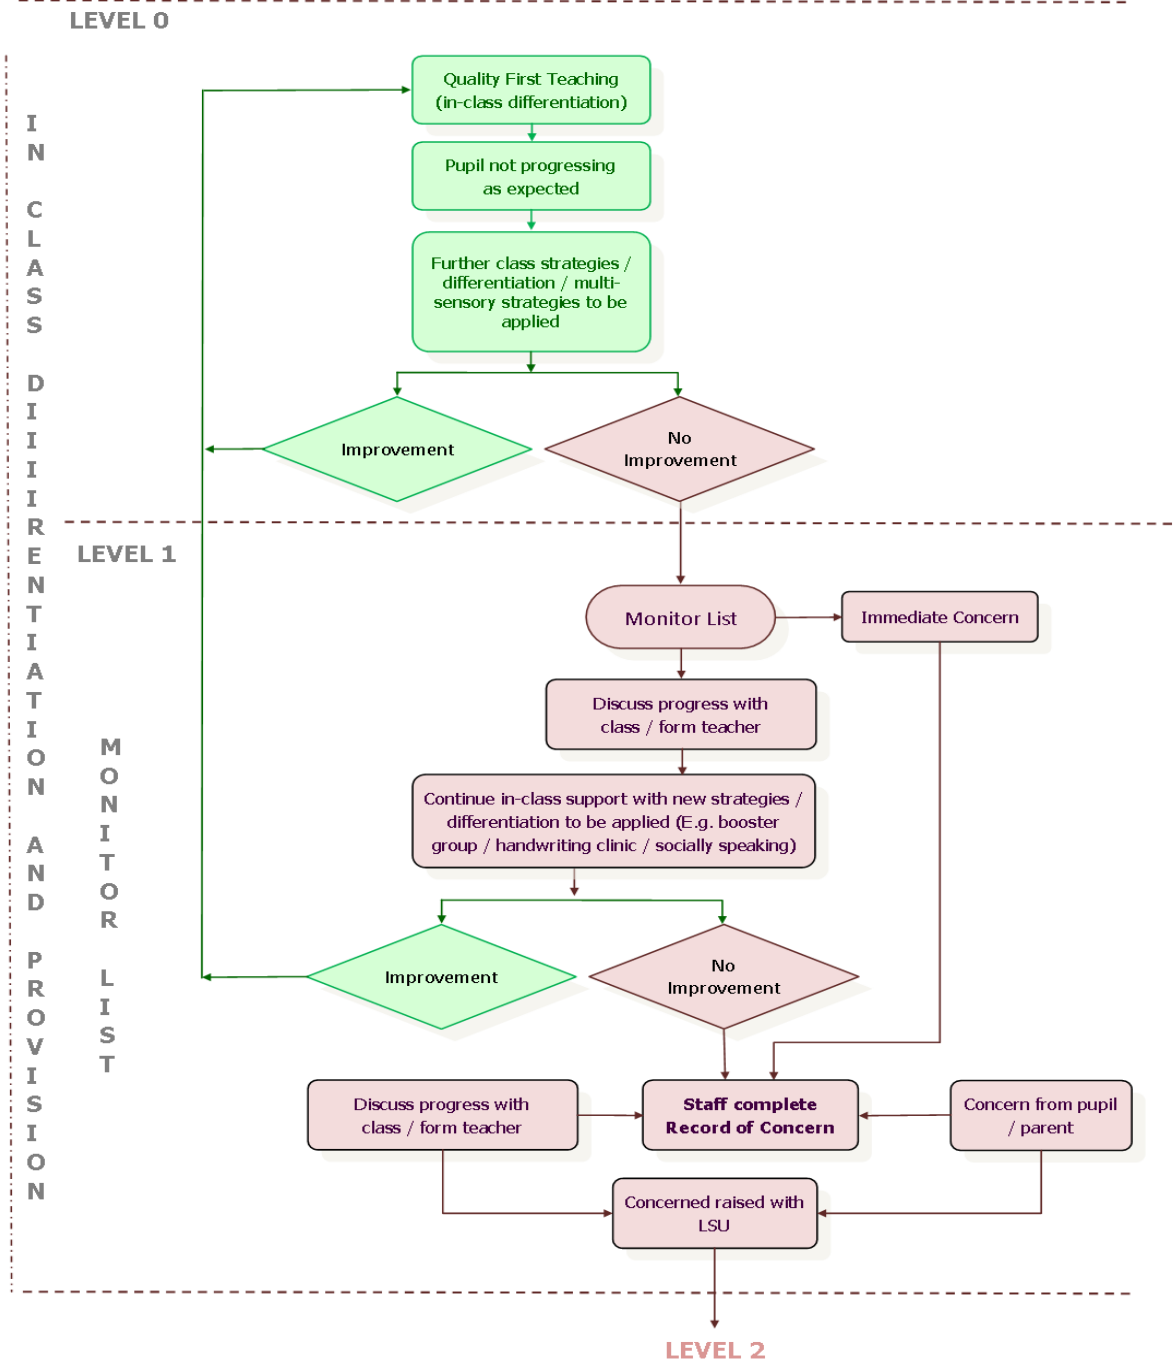 LEVEL 0
Quality First Teaching
(in-class differentiation)
Pupil not progressing
as expected
Further class strategies /
differentiation / multi-
sensory strategies to be
applied
Improvement
No
Improvement
IN CLASS DIIIIRENTIATION AND PROVISION
LEVEL 1
MONITOR LIST
Monitor List
Immediate Concern
Discuss progress with
class / form teacher
Continue in-class support with new strategies /
differentiation to be applied (E.g. booster
group / handwriting clinic / socially speaking)
Improvement
No
Improvement
Discuss progress with
class / form teacher
Staff complete
Record of Concern
Concern from pupil
/ parent
Concerned raised with
LSU
LEVEL 2